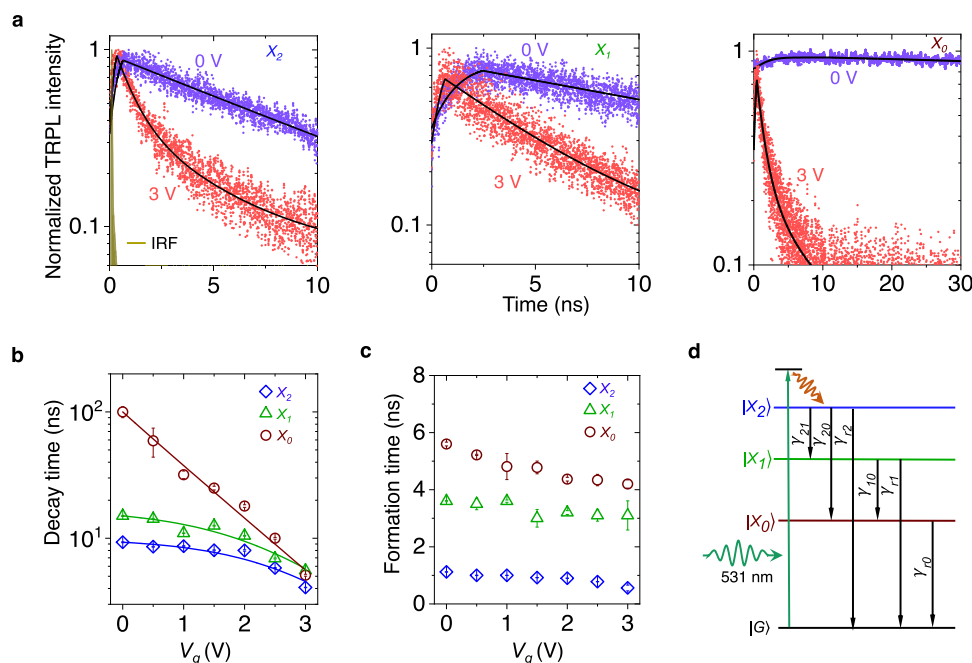 a
Normalized TRPL intensity
1
0.1
X2
0 V
3 V
IRF
0 5 10
1
0.1
X1
0 V
3 V
0 5 10
Time (ns)
1
0.1
X0
0 V
3 V
0 10 20 30
b
Decay time (ns)
10²
10¹
X2
X1
X0
0 1 2 3
Vg (V)
c
Formation time (ns)
8
6
4
2
0
X2
X1
X0
0 1 2 3
Vg (V)
d
|X2⟩
|X1⟩
|X0⟩
|G⟩
γ21
γ20
γr2
γ10
γr1
γr0
531 nm